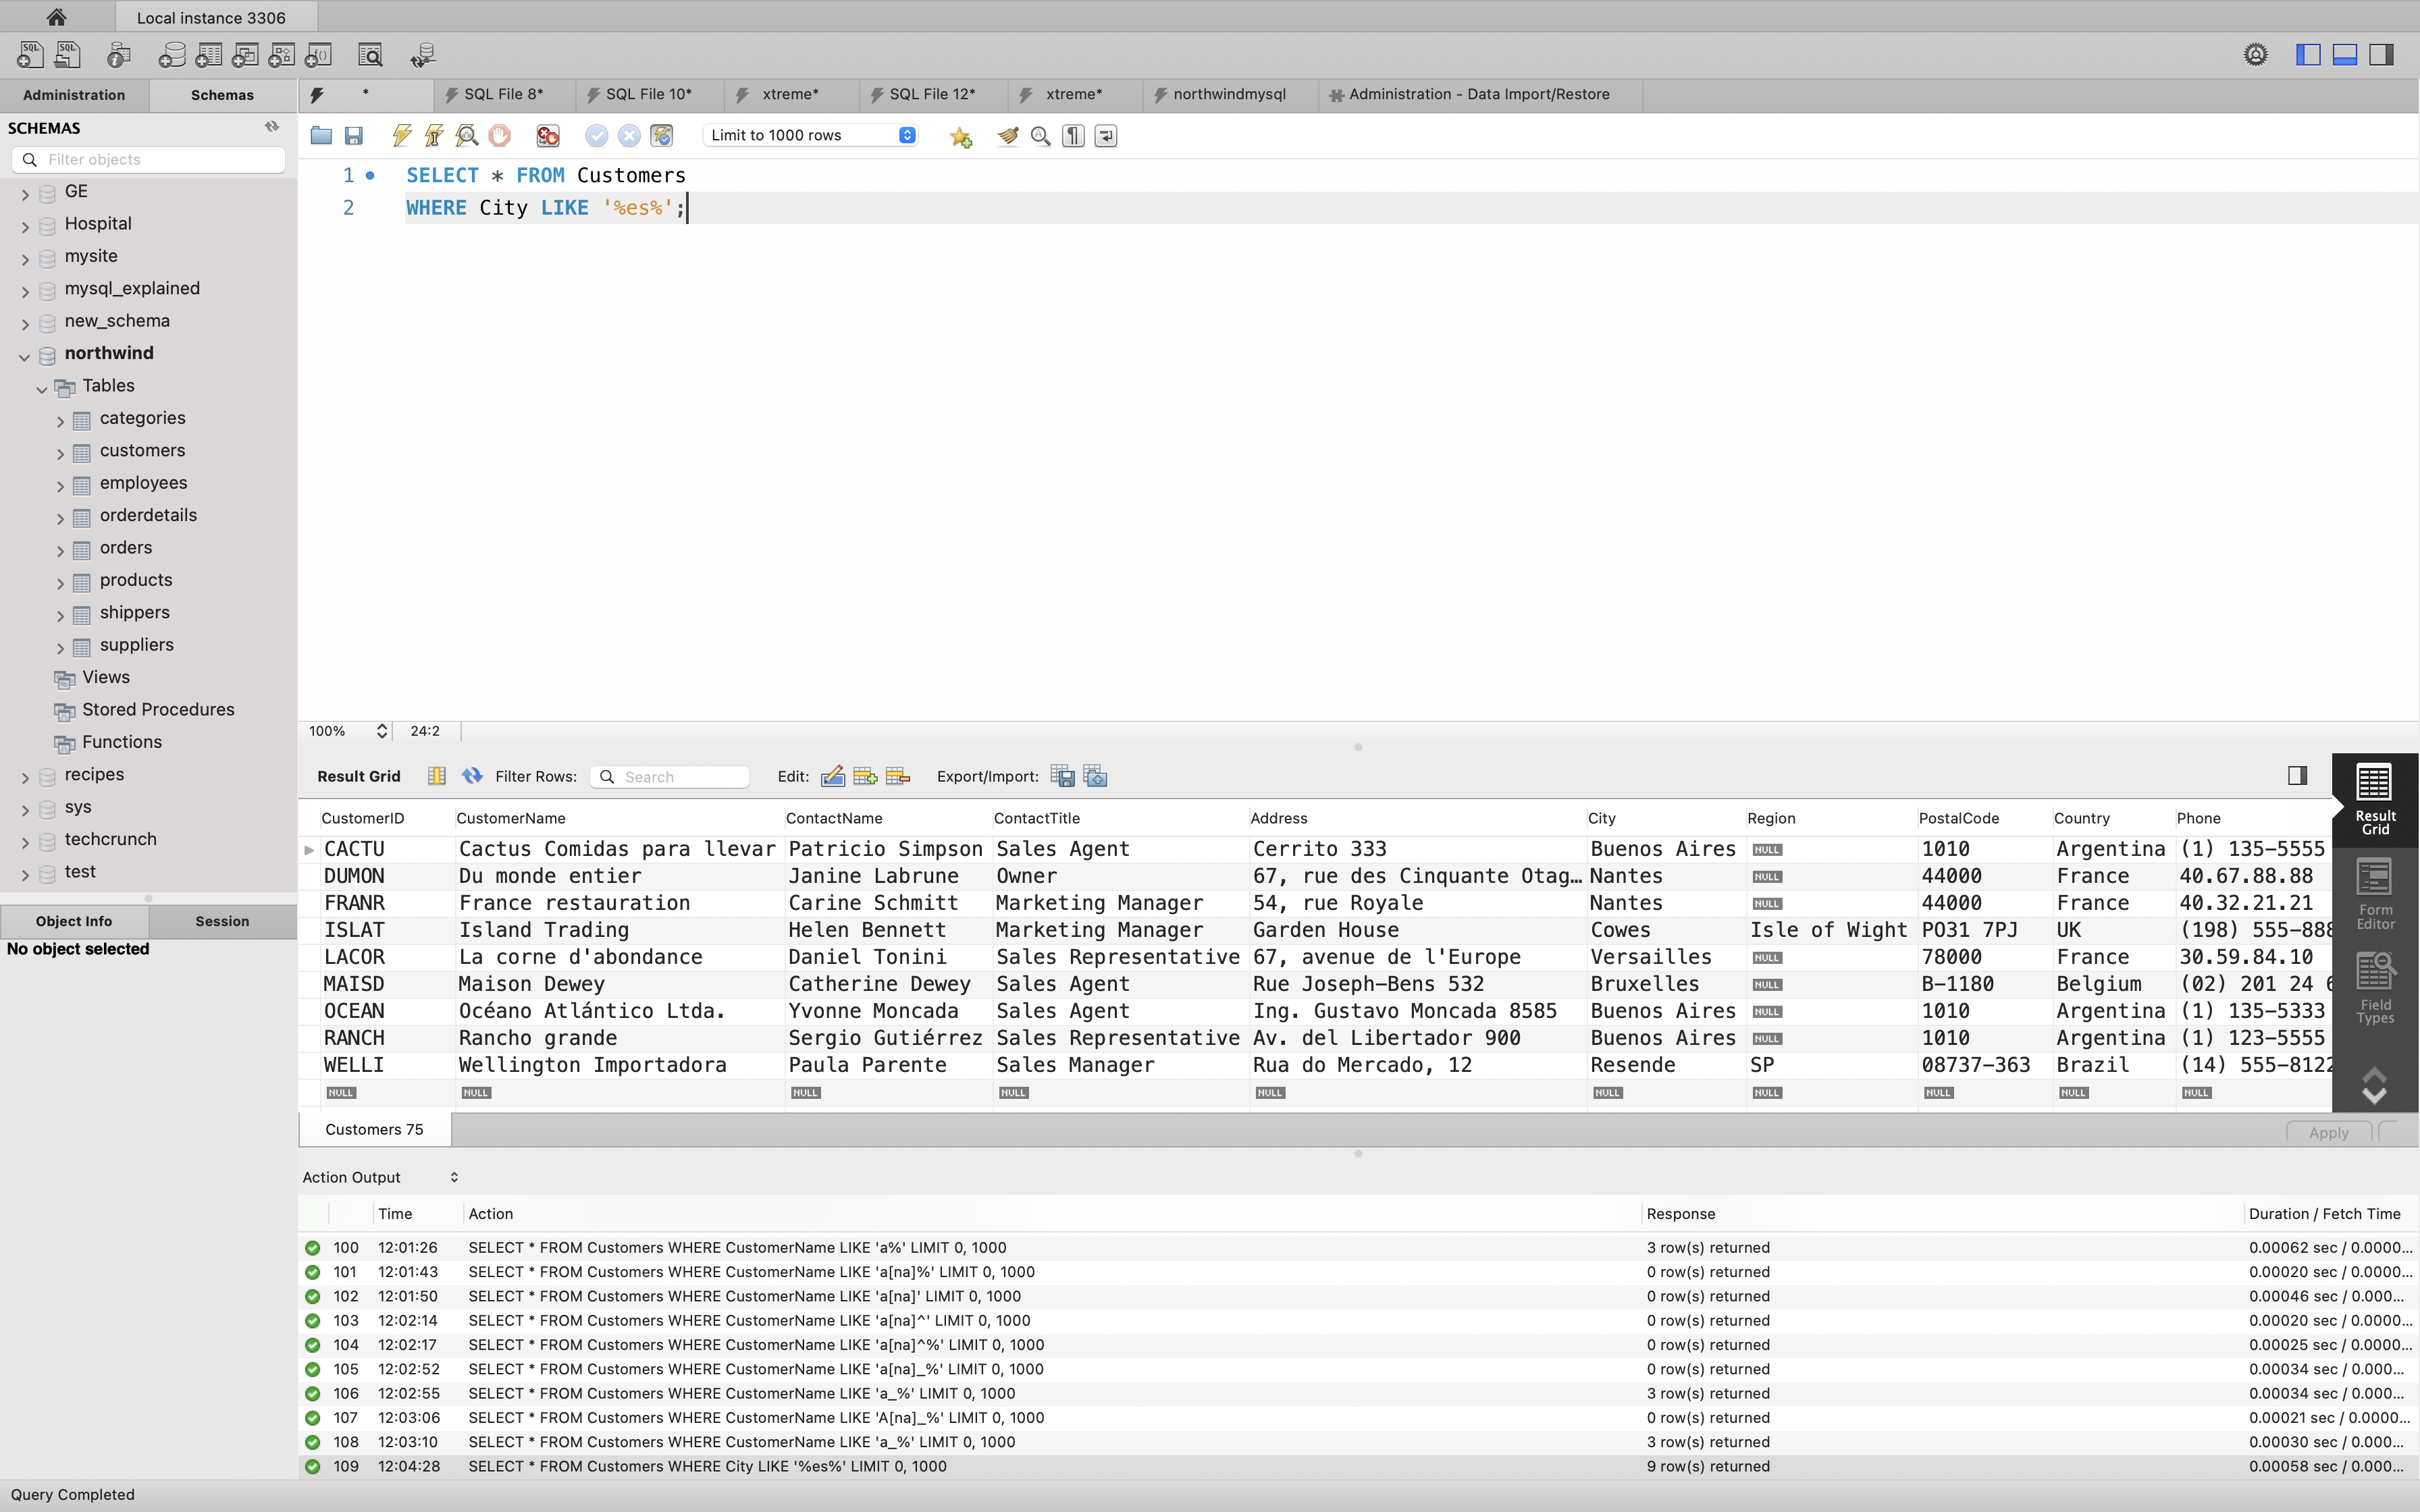 Local instance 3306
Administration
Schemas
*
SQL File 8*
SQL File 10*
xtreme*
SQL File 12*
xtreme*
northwindmysql
Administration - Data Import/Restore
SCHEMAS
Filter objects
GE
Hospital
mysite
mysql_explained
new_schema
northwind
Tables
categories
customers
employees
orderdetails
orders
products
shippers
suppliers
Views
Stored Procedures
Functions
recipes
sys
techcrunch
test
Object Info
Session
No object selected
Limit to 1000 rows
1 SELECT * FROM Customers
2 WHERE City LIKE '%es%';
100% 24:2
Result Grid Filter Rows: Search Edit: Export/Import:
CustomerID CustomerName ContactName ContactTitle Address City Region PostalCode Country Phone
CACTU Cactus Comidas para llevar Patricio Simpson Sales Agent Cerrito 333 Buenos Aires NULL 1010 Argentina (1) 135-5555
DUMON Du monde entier Janine Labrune Owner 67, rue des Cinquante Otag... Nantes NULL 44000 France 40.67.88.88
FRANR France restauration Carine Schmitt Marketing Manager 54, rue Royale Nantes NULL 44000 France 40.32.21.21
ISLAT Island Trading Helen Bennett Marketing Manager Garden House Cowes Isle of Wight PO31 7PJ UK (198) 555-888
LACOR La corne d'abondance Daniel Tonini Sales Representative 67, avenue de l'Europe Versailles NULL 78000 France 30.59.84.10
MAISD Maison Dewey Catherine Dewey Sales Agent Rue Joseph-Bens 532 Bruxelles NULL B-1180 Belgium (02) 201 24 6
OCEAN Océano Atlántico Ltda. Yvonne Moncada Sales Agent Ing. Gustavo Moncada 8585 Buenos Aires NULL 1010 Argentina (1) 135-5333
RANCH Rancho grande Sergio Gutiérrez Sales Representative Av. del Libertador 900 Buenos Aires NULL 1010 Argentina (1) 123-5555
WELLI Wellington Importadora Paula Parente Sales Manager Rua do Mercado, 12 Resende SP 08737-363 Brazil (14) 555-8122
NULL NULL NULL NULL NULL NULL NULL NULL NULL NULL
Result
Grid
Form
Editor
Field
Types
Customers 75
Apply
Action Output
Time Action Response Duration / Fetch Time
100 12:01:26 SELECT * FROM Customers WHERE CustomerName LIKE 'a%' LIMIT 0, 1000 3 row(s) returned 0.00062 sec / 0.0000...
101 12:01:43 SELECT * FROM Customers WHERE CustomerName LIKE 'a[na]%' LIMIT 0, 1000 0 row(s) returned 0.00020 sec / 0.0000...
102 12:01:50 SELECT * FROM Customers WHERE CustomerName LIKE 'a[na]' LIMIT 0, 1000 0 row(s) returned 0.00046 sec / 0.000...
103 12:02:14 SELECT * FROM Customers WHERE CustomerName LIKE 'a[na]^' LIMIT 0, 1000 0 row(s) returned 0.00020 sec / 0.0000...
104 12:02:17 SELECT * FROM Customers WHERE CustomerName LIKE 'a[na]^%' LIMIT 0, 1000 0 row(s) returned 0.00025 sec / 0.0000...
105 12:02:52 SELECT * FROM Customers WHERE CustomerName LIKE 'a[na]_%' LIMIT 0, 1000 0 row(s) returned 0.00034 sec / 0.000...
106 12:02:55 SELECT * FROM Customers WHERE CustomerName LIKE 'a_%' LIMIT 0, 1000 3 row(s) returned 0.00034 sec / 0.000...
107 12:03:06 SELECT * FROM Customers WHERE CustomerName LIKE 'A[na]_%' LIMIT 0, 1000 0 row(s) returned 0.00021 sec / 0.0000...
108 12:03:10 SELECT * FROM Customers WHERE CustomerName LIKE 'a_%' LIMIT 0, 1000 3 row(s) returned 0.00030 sec / 0.000...
109 12:04:28 SELECT * FROM Customers WHERE City LIKE '%es%' LIMIT 0, 1000 9 row(s) returned 0.00058 sec / 0.000...
Query Completed